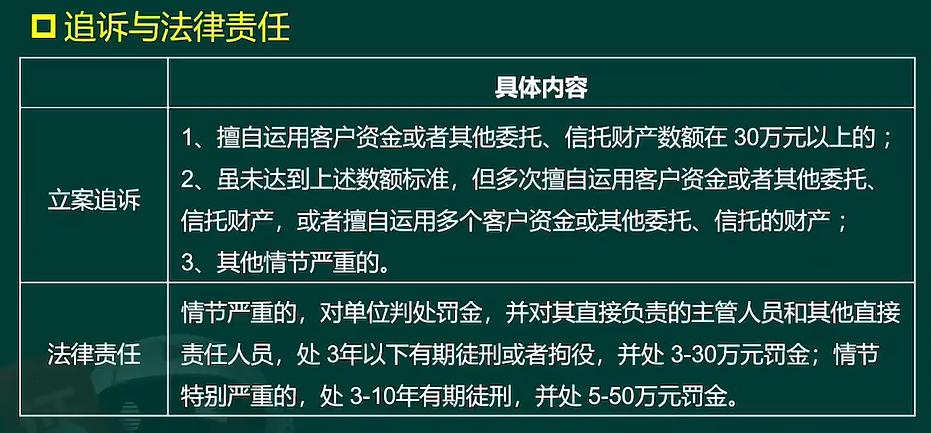 追诉与法律责任
具体内容
立案追诉
1、擅自运用客户资金或者其他委托、信托财产数额在 30万元以上的；
2、虽未达到上述数额标准，但多次擅自运用客户资金或者其他委托、
信托财产，或者擅自运用多个客户资金或其他委托、信托的财产；
3、其他情节严重的。
法律责任
情节严重的，对单位判处罚金，并对其直接负责的主管人员和其他直接
责任人员，处 3年以下有期徒刑或者拘役，并处 3-30万元罚金；情节
特别严重的，处 3-10年有期徒刑，并处 5-50万元罚金。